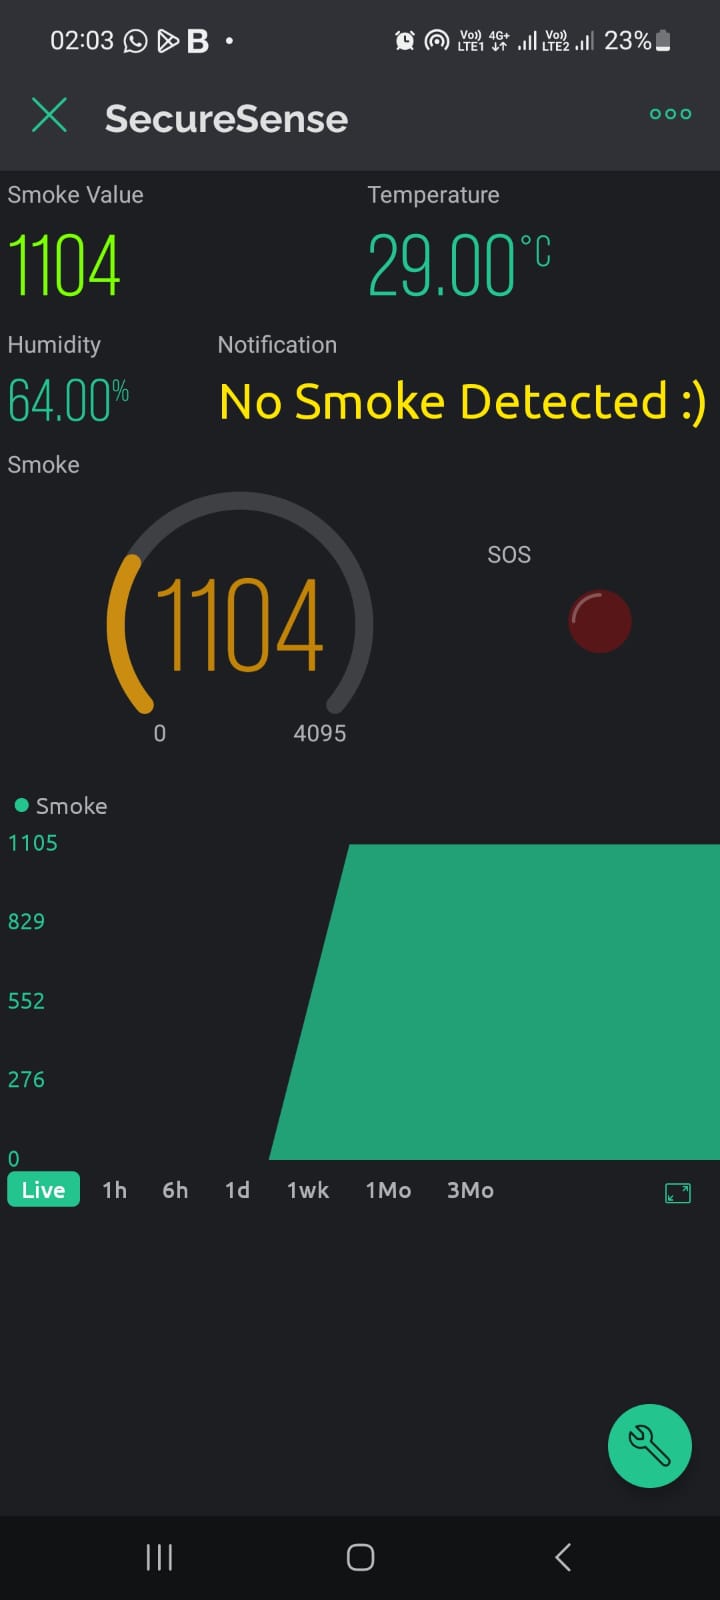 02:03 B
Vo)) LTE1 4G+ Vo)) LTE2 23%
SecureSense
Smoke Value
Temperature
1104
29.00°C
Humidity
Notification
64.00%
No Smoke Detected :)
Smoke
1104
0
4095
SOS
Smoke
1105
829
552
276
0
Live 1h 6h 1d 1wk 1Mo 3Mo